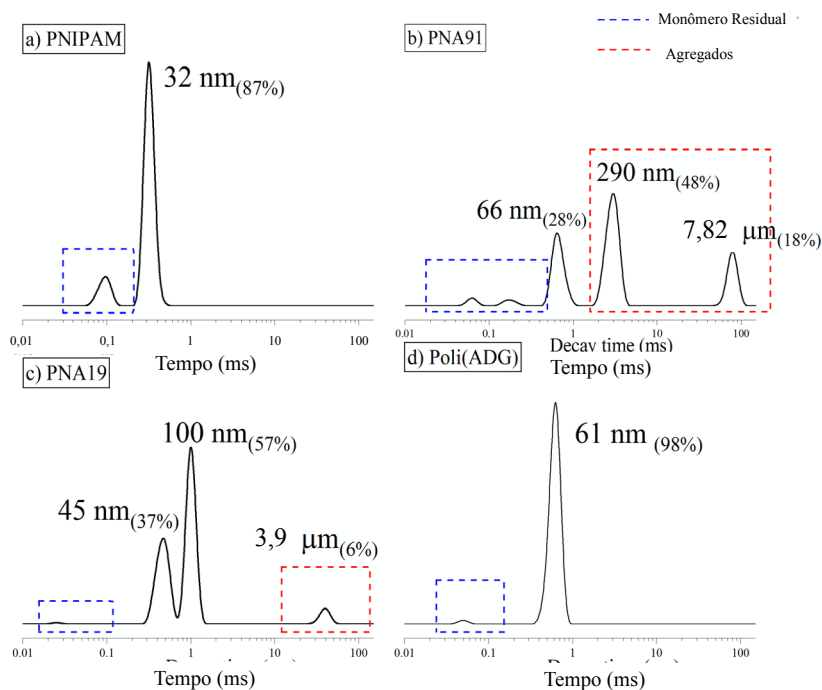 Monômero Residual
Agregados
a) PNIPAM
32 nm(87%)
0,01 0,1 1 10 100
Tempo (ms)
b) PNA91
66 nm(28%)
290 nm(48%)
7,82 µm(18%)
0.01 0.1 1 10 100
Decay time (ms)
Tempo (ms)
c) PNA19
45 nm(37%)
100 nm(57%)
3,9 µm(6%)
0.01 0.1 1 10 100
Tempo (ms)
d) Poli(ADG)
61 nm (98%)
0.01 0.1 1 10 100
Tempo (ms)